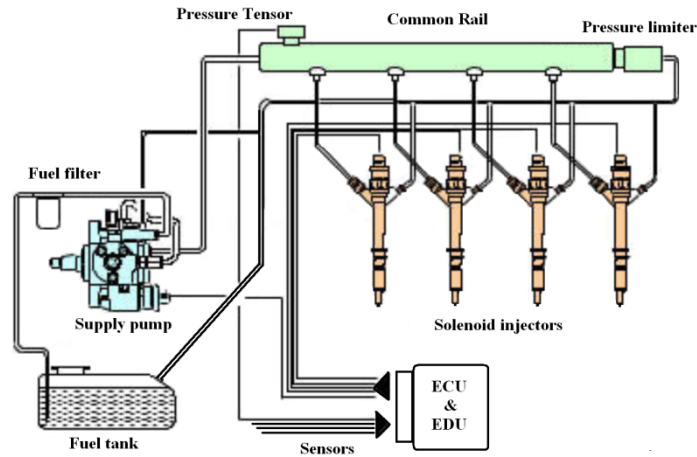 Pressure Tensor
Common Rail
Pressure limiter
Fuel filter
Supply pump
Solenoid injectors
ECU
&
EDU
Fuel tank
Sensors